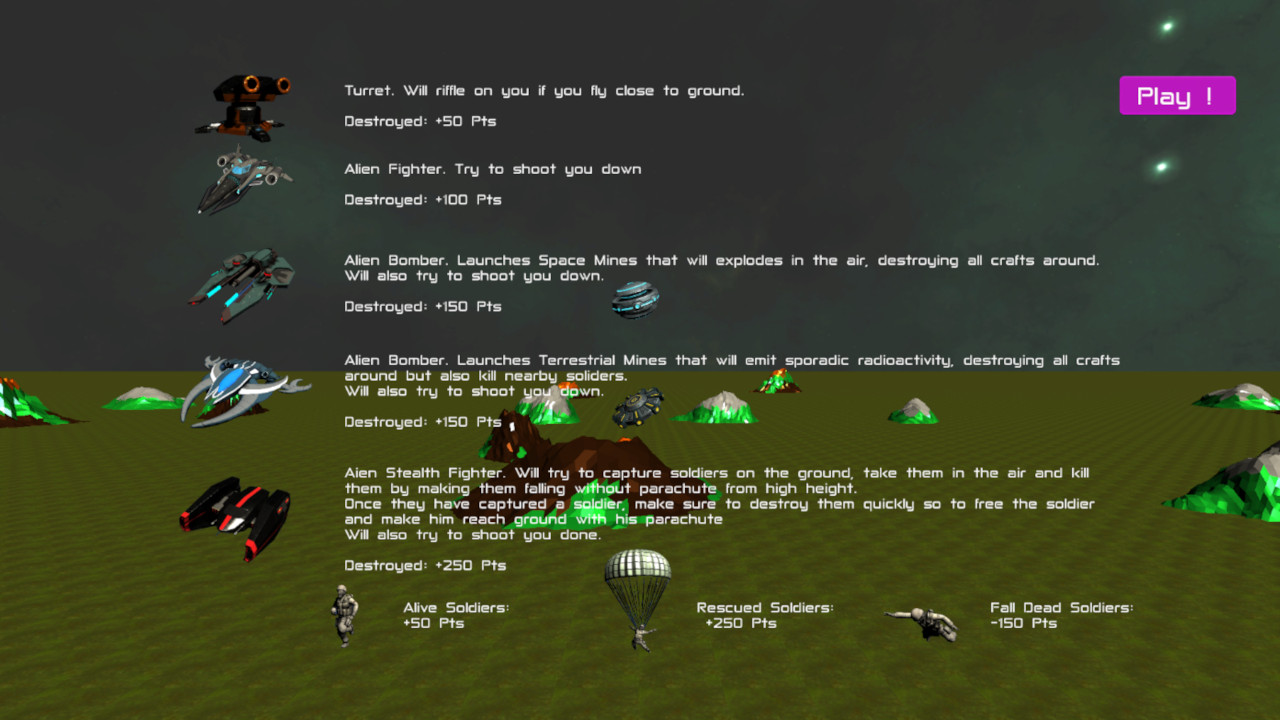 Turret. Will riffle on you if you fly close to ground.
Play !
Destroyed: +50 Pts
Alien Fighter. Try to shoot you down
Destroyed: +100 Pts
Alien Bomber. Launches Space Mines that will explodes in the air, destroying all crafts around.
Will also try to shoot you down.
Destroyed: +150 Pts
Alien Bomber. Launches Terrestrial Mines that will emit sporadic radioactivity, destroying all crafts
around but also kill nearby soliders.
Will also try to shoot you down.
Destroyed: +150 Pts
Aien Stealth Fighter. Will try to capture soldiers on the ground, take them in the air and kill
them by making them falling without parachute from high height.
Once they have captured a soldier, make sure to destroy them quickly so to free the soldier
and make him reach ground with his parachute
Will also try to shoot you done.
Destroyed: +250 Pts
Alive Soldiers:
+50 Pts
Rescued Soldiers:
+250 Pts
Fall Dead Soldiers:
-150 Pts